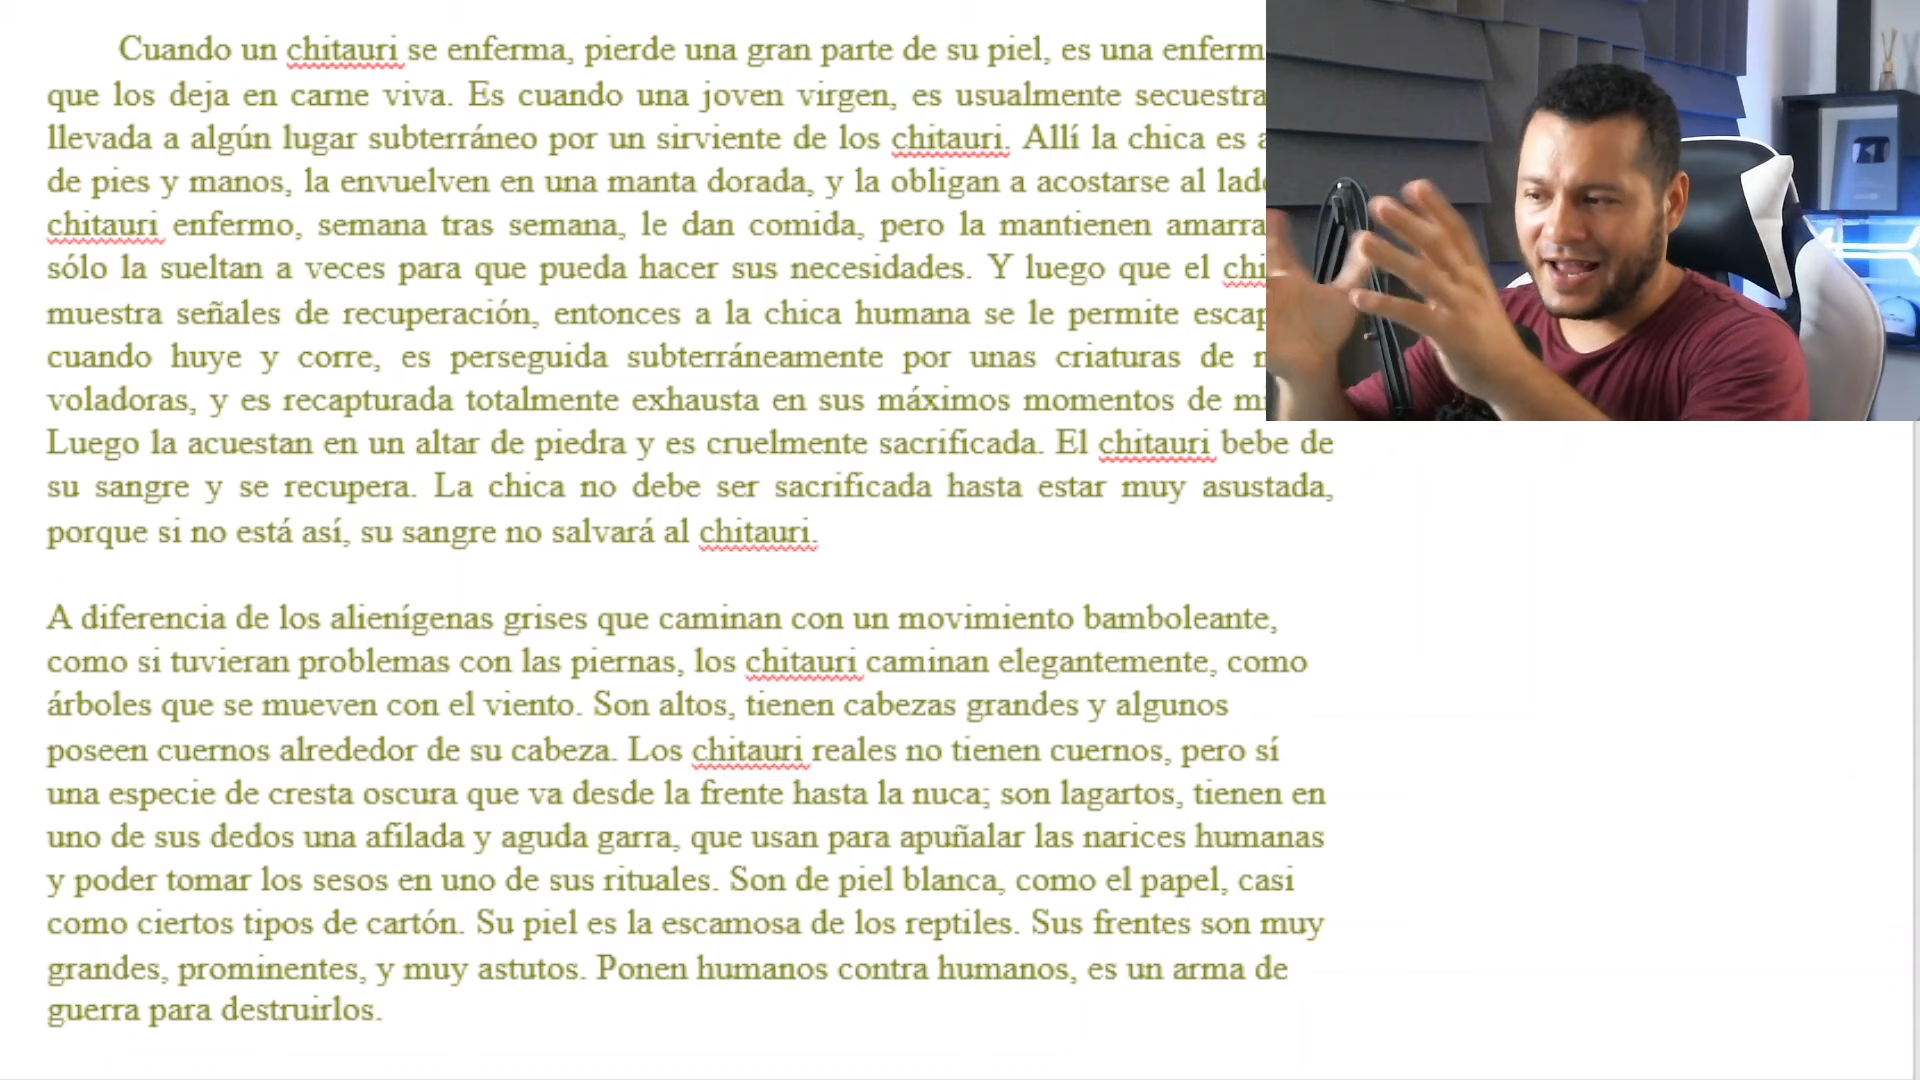 Cuando un chitauri se enferma, pierde una gran parte de su piel, es una
que los deja en carne viva. Es cuando una joven virgen, es usualmente
llevada a algún lugar subterráneo por un sirviente de los chitauri. Allí la chica es
de pies y manos, la envuelven en una manta dorada, y la obligan a acostarse al
chitauri enfermo, semana tras semana, le dan comida, pero la mantienen
sólo la sueltan a veces para que pueda hacer sus necesidades. Y luego que el
muestra señales de recuperación, entonces a la chica humana se le permite
cuando huye y corre, es perseguida subterráneamente por unas criaturas de
voladoras, y es recapturada totalmente exhausta en sus máximos momentos de
Luego la acuestan en un altar de piedra y es cruelmente sacrificada. El chitauri bebe de
su sangre y se recupera. La chica no debe ser sacrificada hasta estar muy asustada,
porque si no está así, su sangre no salvará al chitauri.
A diferencia de los alienígenas grises que caminan con un movimiento bamboleante,
como si tuvieran problemas con las piernas, los chitauri caminan elegantemente, como
árboles que se mueven con el viento. Son altos, tienen cabezas grandes y algunos
poseen cuernos alrededor de su cabeza. Los chitauri reales no tienen cuernos, pero sí
una especie de cresta oscura que va desde la frente hasta la nuca; son lagartos, tienen en
uno de sus dedos una afilada y aguda garra, que usan para apuñalar las narices humanas
y poder tomar los sesos en uno de sus rituales. Son de piel blanca, como el papel, casi
como ciertos tipos de cartón. Su piel es la escamosa de los reptiles. Sus frentes son muy
grandes, prominentes, y muy astutos. Ponen humanos contra humanos, es un arma de
guerra para destruirlos.